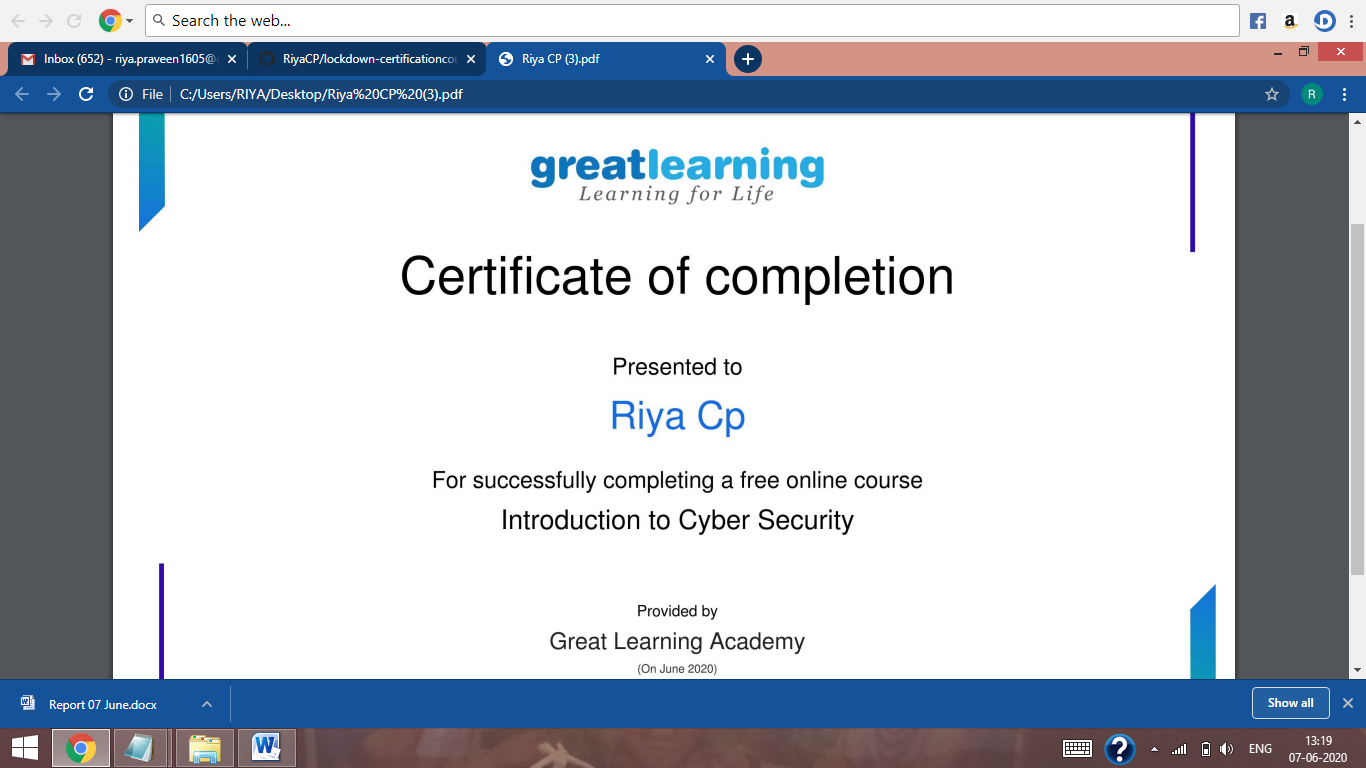 Search the web...
Inbox (652) - riya.praveen1605@
RiyaCP/lockdown-certificationcou
Riya CP (3).pdf
File
C:/Users/RIYA/Desktop/Riya%20CP%20(3).pdf
R
greatlearning
Learning for Life
Certificate of completion
Presented to
Riya Cp
For successfully completing a free online course
Introduction to Cyber Security
Provided by
Great Learning Academy
(On June 2020)
Report 07 June.docx
Show all
ENG
13:19
07-06-2020